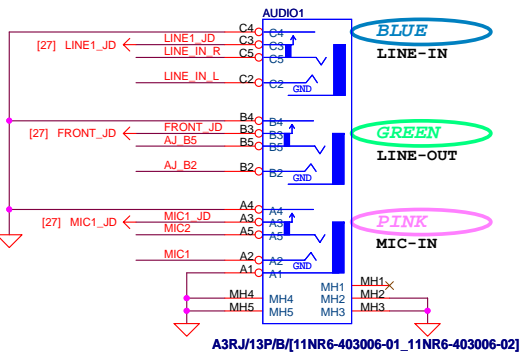 AUDIO1
C4 C4 BLUE
[27] LINE1_JD LINE1_JD C3 C3
LINE_IN_R C5 C5 LINE-IN
LINE_IN_L C2 C2
GND
B4 B4 GREEN
[27] FRONT_JD FRONT_JD B3 B3
AJ_B5 B5 B5 LINE-OUT
AJ_B2 B2 B2
GND
A4 A4 PINK
[27] MIC1_JD MIC1_JD A3 A3
MIC2 A5 A5 MIC-IN
MIC1 A2 A2
GND
A1 A1
MH1 MH1
MH4 MH4 MH2 MH2
MH5 MH5 MH3 MH3
A3RJ/13P/B/[11NR6-403006-01_11NR6-403006-02]